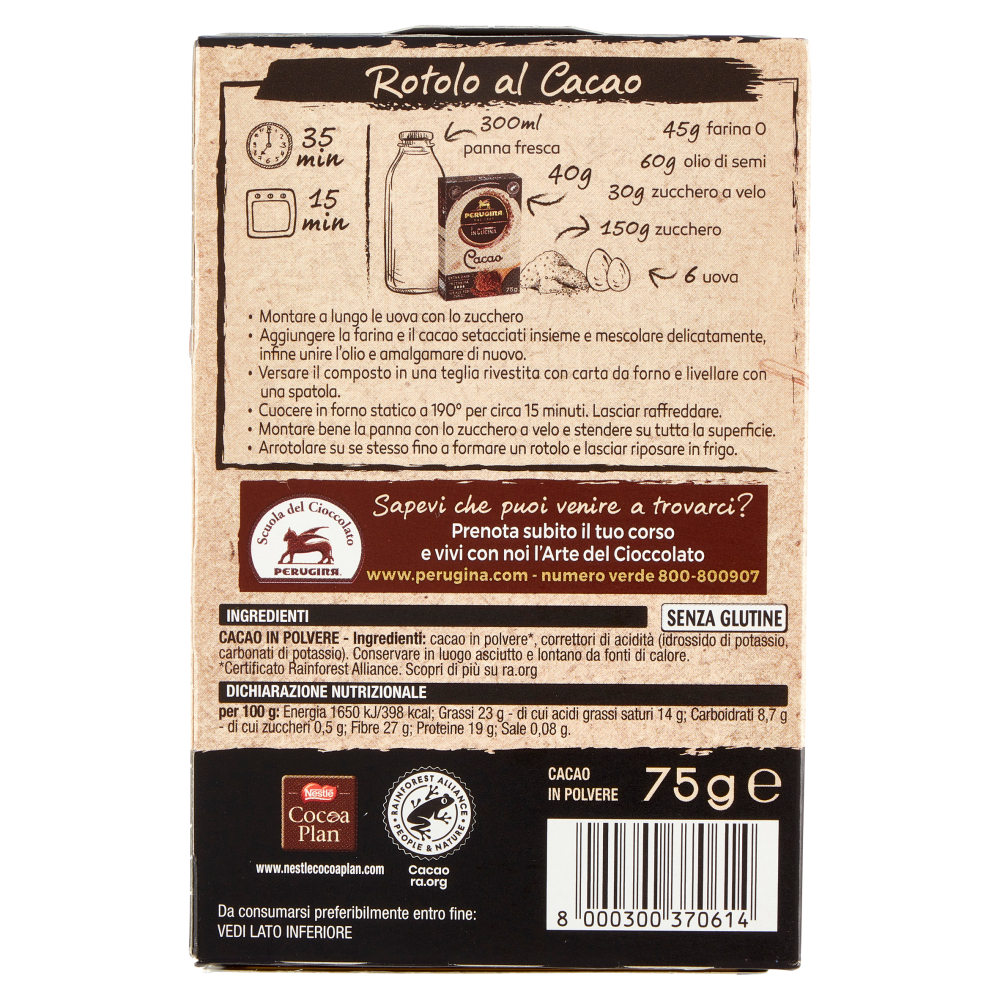 Rotolo al Cacao
35
min
15
min
300ml
panna fresca
40g
45g farina 0
60g olio di semi
30g zucchero a velo
150g zucchero
6 uova
PERUGINA
IN CUCINA
Cacao
75g
• Montare a lungo le uova con lo zucchero
• Aggiungere la farina e il cacao setacciati insieme e mescolare delicatamente,
infine unire l'olio e amalgamare di nuovo.
• Versare il composto in una teglia rivestita con carta da forno e livellare con
una spatola.
• Cuocere in forno statico a 190° per circa 15 minuti. Lasciar raffreddare.
• Montare bene la panna con lo zucchero a velo e stendere su tutta la superficie.
• Arrotolare su se stesso fino a formare un rotolo e lasciar riposare in frigo.
Scuola del Cioccolato
PERUGINA
Sapevi che puoi venire a trovarci?
Prenota subito il tuo corso
e vivi con noi l'Arte del Cioccolato
www.perugina.com - numero verde 800-800907
INGREDIENTI
SENZA GLUTINE
CACAO IN POLVERE - Ingredienti: cacao in polvere*, correttori di acidità (idrossido di potassio,
carbonati di potassio). Conservare in luogo asciutto e lontano da fonti di calore.
*Certificato Rainforest Alliance. Scopri di più su ra.org
DICHIARAZIONE NUTRIZIONALE
per 100 g: Energia 1650 kJ/398 kcal; Grassi 23 g - di cui acidi grassi saturi 14 g; Carboidrati 8,7 g
- di cui zuccheri 0,5 g; Fibre 27 g; Proteine 19 g; Sale 0,08 g.
Nestlé
Cocoa
Plan
www.nestlecocoaplan.com
RAINFOREST ALLIANCE
• PEOPLE & NATURE •
Cacao
ra.org
CACAO
IN POLVERE
75g e
8 000300 370614
Da consumarsi preferibilmente entro fine:
VEDI LATO INFERIORE